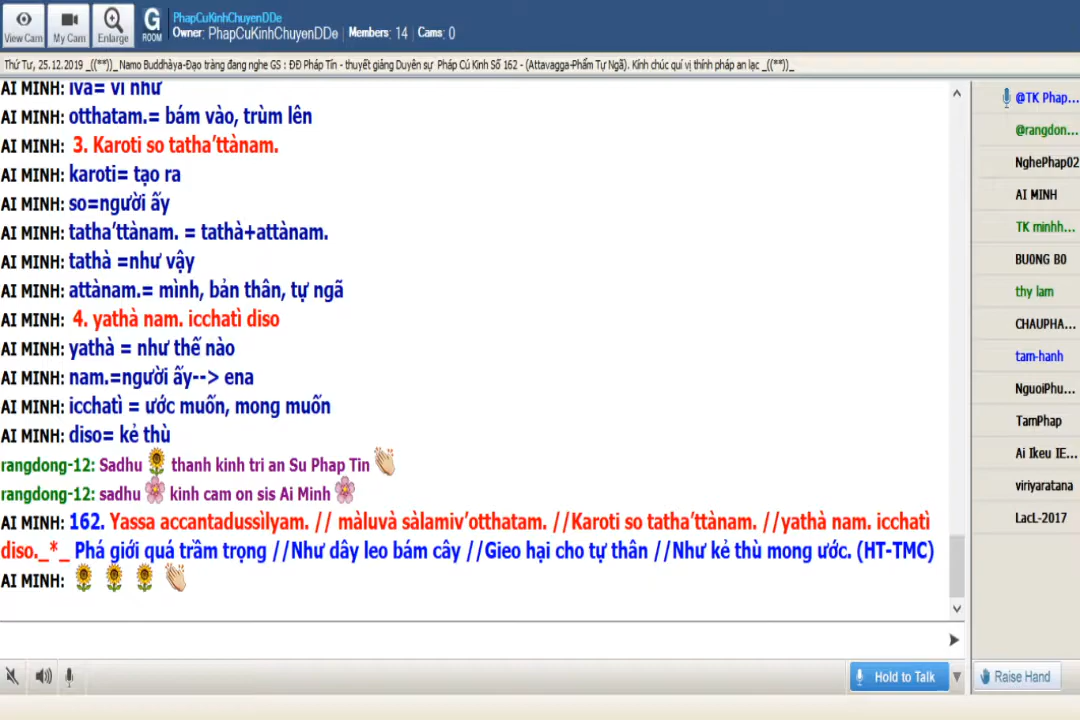 PhapCuKinhChuyenDDe
View Cam My Cam Enlarge G ROOM Owner: PhapCuKinhChuyenDDe | Members: 14 | Cams: 0
Thứ Tư, 25.12.2019 _((**))_ Namo Buddhàya-Đạo tràng đang nghe GS : ĐĐ Pháp Tín - thuyết giảng Duyên sự Pháp Cú Kinh Số 162 - (Attavagga-Phẩm Tự Ngã). Kính chúc quí vị thính pháp an lạc _((**))_
AI MINH: iva= ví như
AI MINH: otthatam.= bám vào, trùm lên
AI MINH: 3. Karoti so tatha’ttànam.
AI MINH: karoti= tạo ra
AI MINH: so=người ấy
AI MINH: tatha’ttànam. = tathà+attànam.
AI MINH: tathà =như vậy
AI MINH: attànam.= mình, bản thân, tự ngã
AI MINH: 4. yathà nam. icchatì diso
AI MINH: yathà = như thế nào
AI MINH: nam.=người ấy--> ena
AI MINH: icchatì = ước muốn, mong muốn
AI MINH: diso= kẻ thù
rangdong-12: Sadhu thanh kinh tri an Su Phap Tin
rangdong-12: sadhu kinh cam on sis Ai Minh
AI MINH: 162. Yassa accantadussìlyam. // màluvà sàlamiv’otthatam. //Karoti so tatha’ttànam. //yathà nam. icchatì
diso._*_ Phá giới quá trầm trọng //Như dây leo bám cây //Gieo hại cho tự thân //Như kẻ thù mong ước. (HT-TMC)
AI MINH:
@TK Phap...
@rangdon...
NghePhap02
AI MINH
TK minhh...
BUONG BO
thy lam
CHAUPHA...
tam-hanh
NguoiPhu...
TamPhap
Ai Ikeu IE...
viriyaratana
LacL-2017
Hold to Talk
Raise Hand